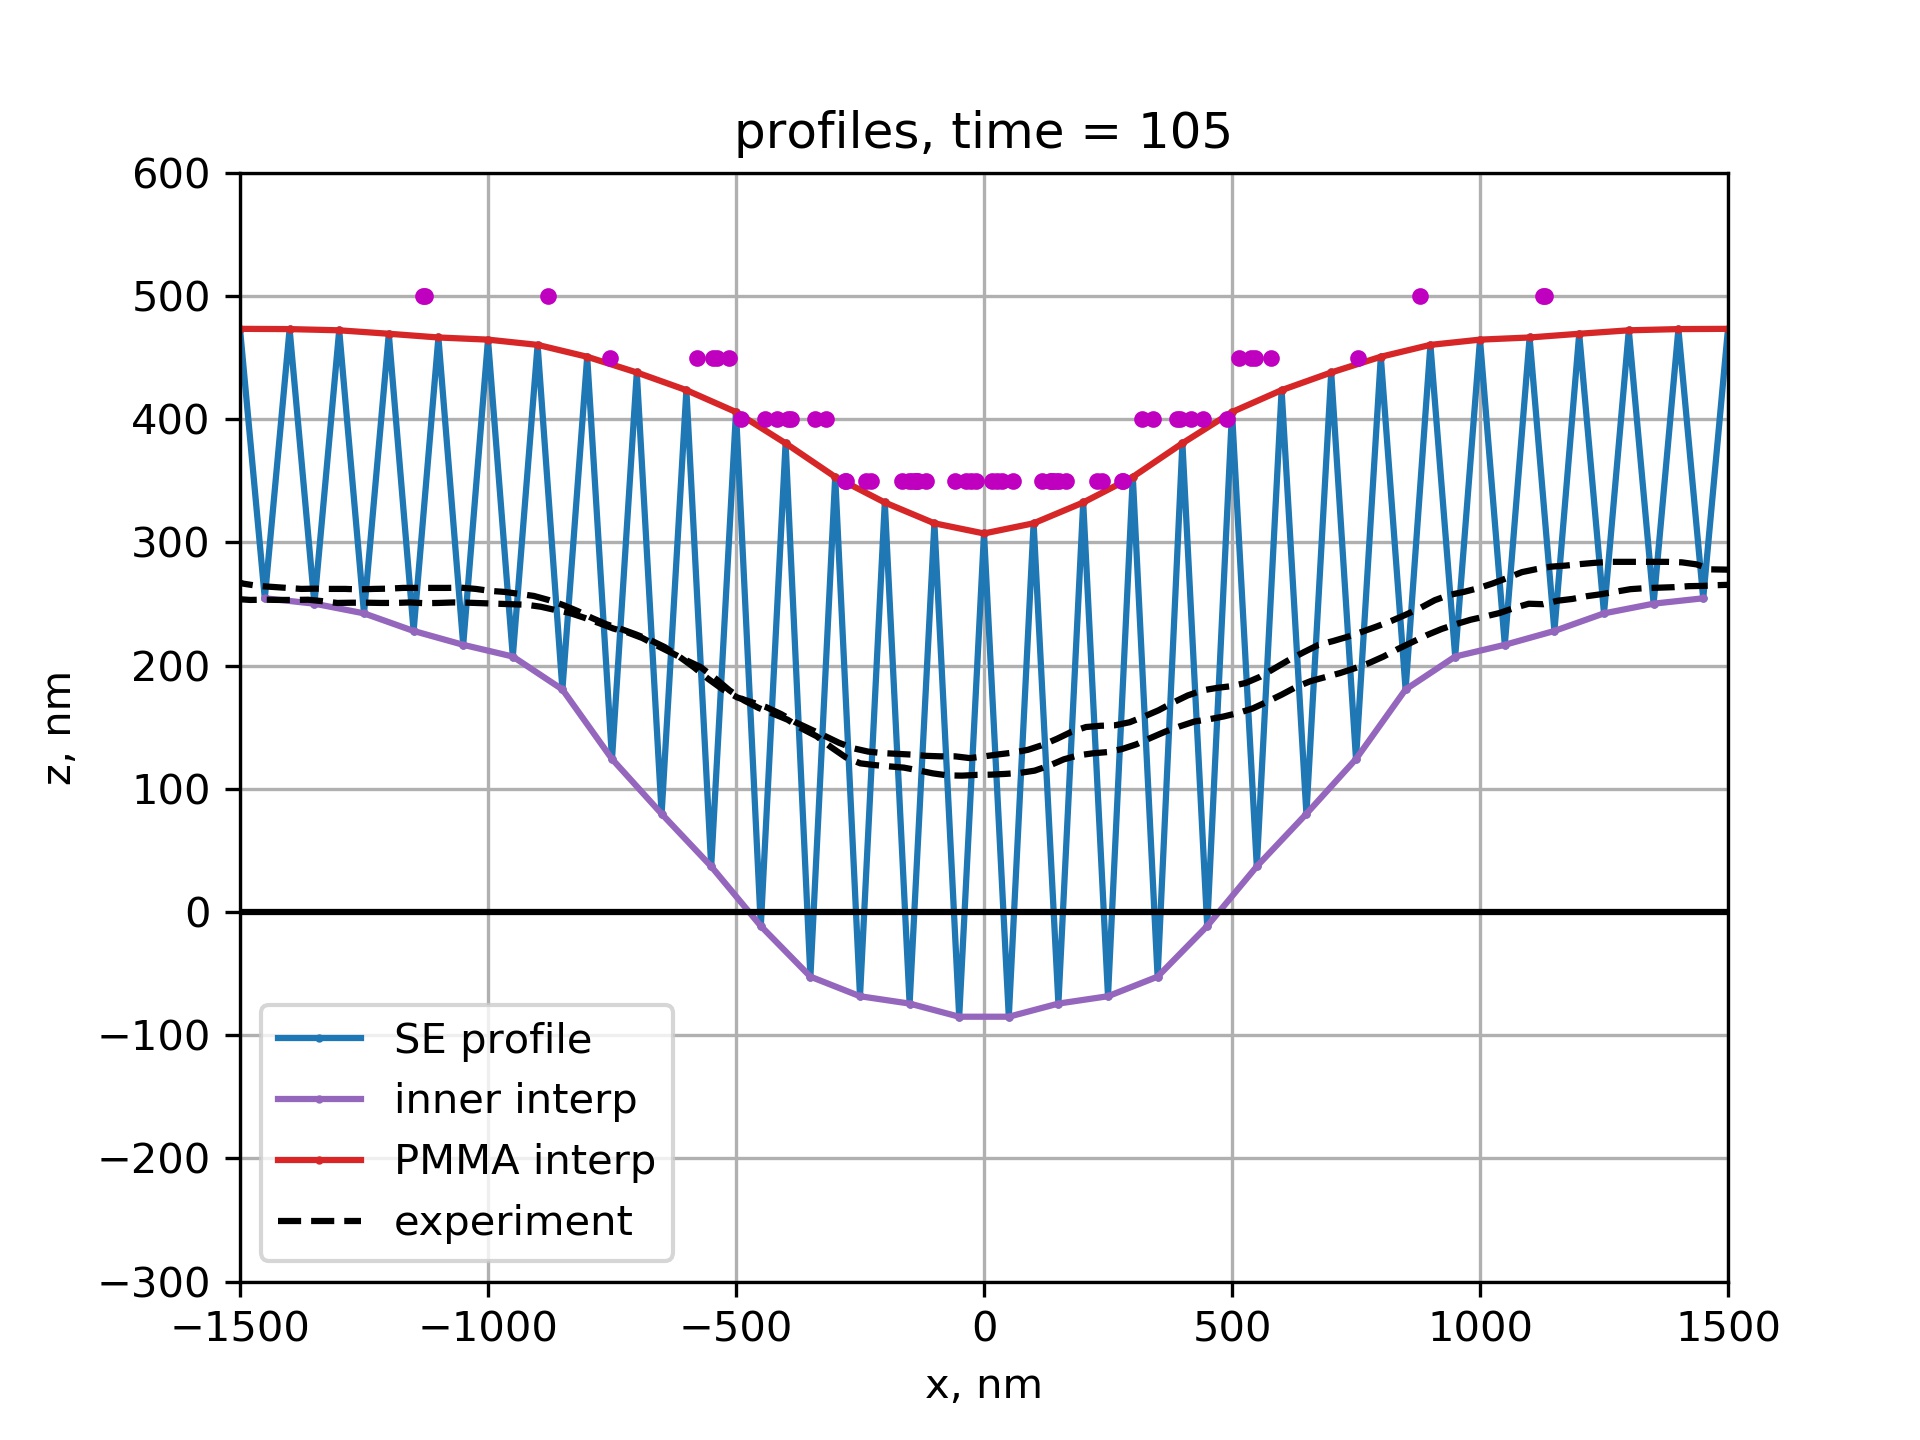 profiles, time = 105
600
500
400
300
200
100
0
−100
−200
−300
z, nm
SE profile
inner interp
PMMA interp
experiment
−1500 −1000 −500 0 500 1000 1500
x, nm